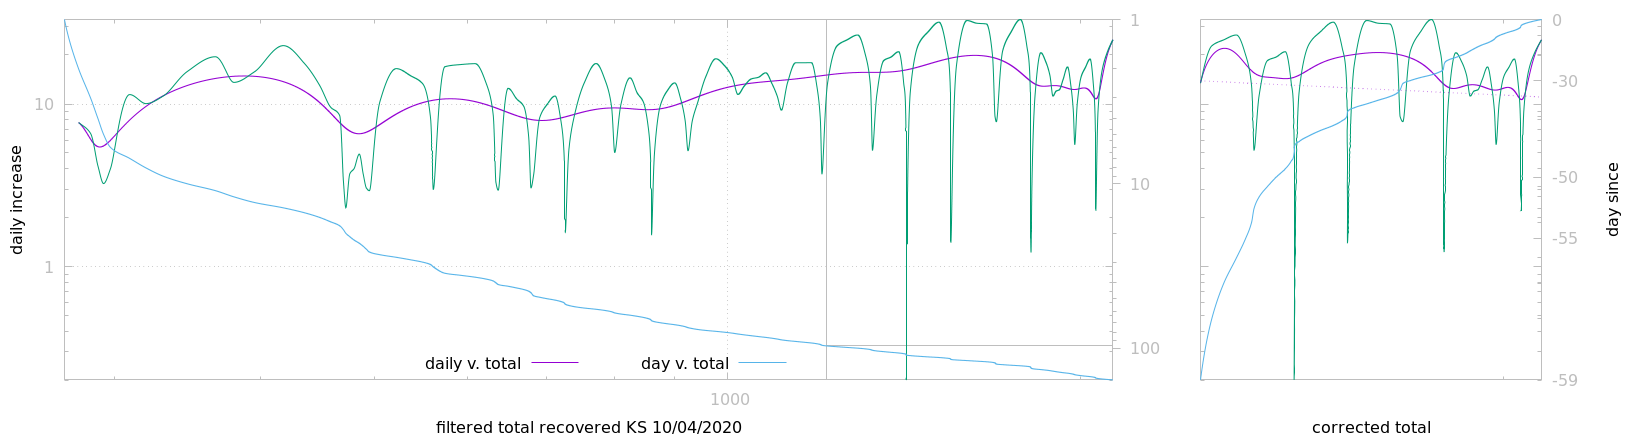 daily increase
10
1
daily v. total
day v. total
1000
1
10
100
filtered total recovered KS 10/04/2020
0
-30
-50
-55
-59
day since
corrected total